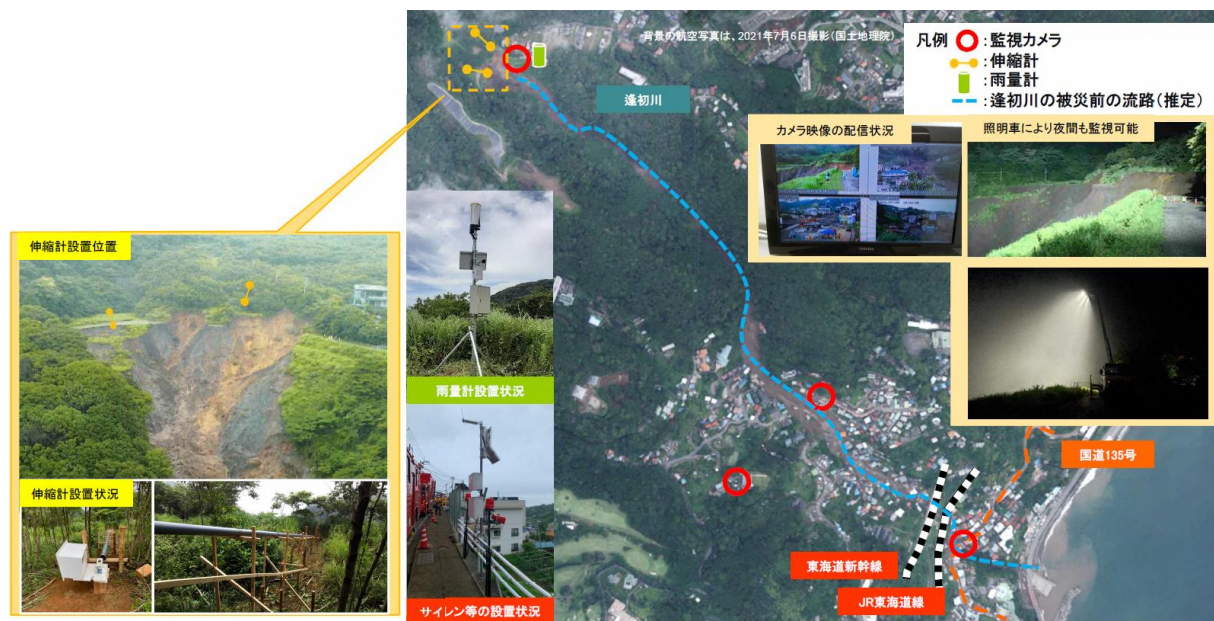 背景の航空写真は、2021年7月6日撮影(国土地理院)
凡例
:監視カメラ
:伸縮計
:雨量計
:逢初川の被災前の流路(推定)
逢初川
カメラ映像の配信状況
照明車により夜間も監視可能
伸縮計設置位置
雨量計設置状況
伸縮計設置状況
サイレン等の設置状況
国道135号
東海道新幹線
JR東海道線